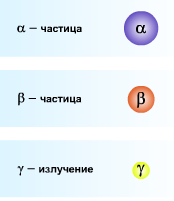 α – частица α
β – частица β
γ – излучение γ